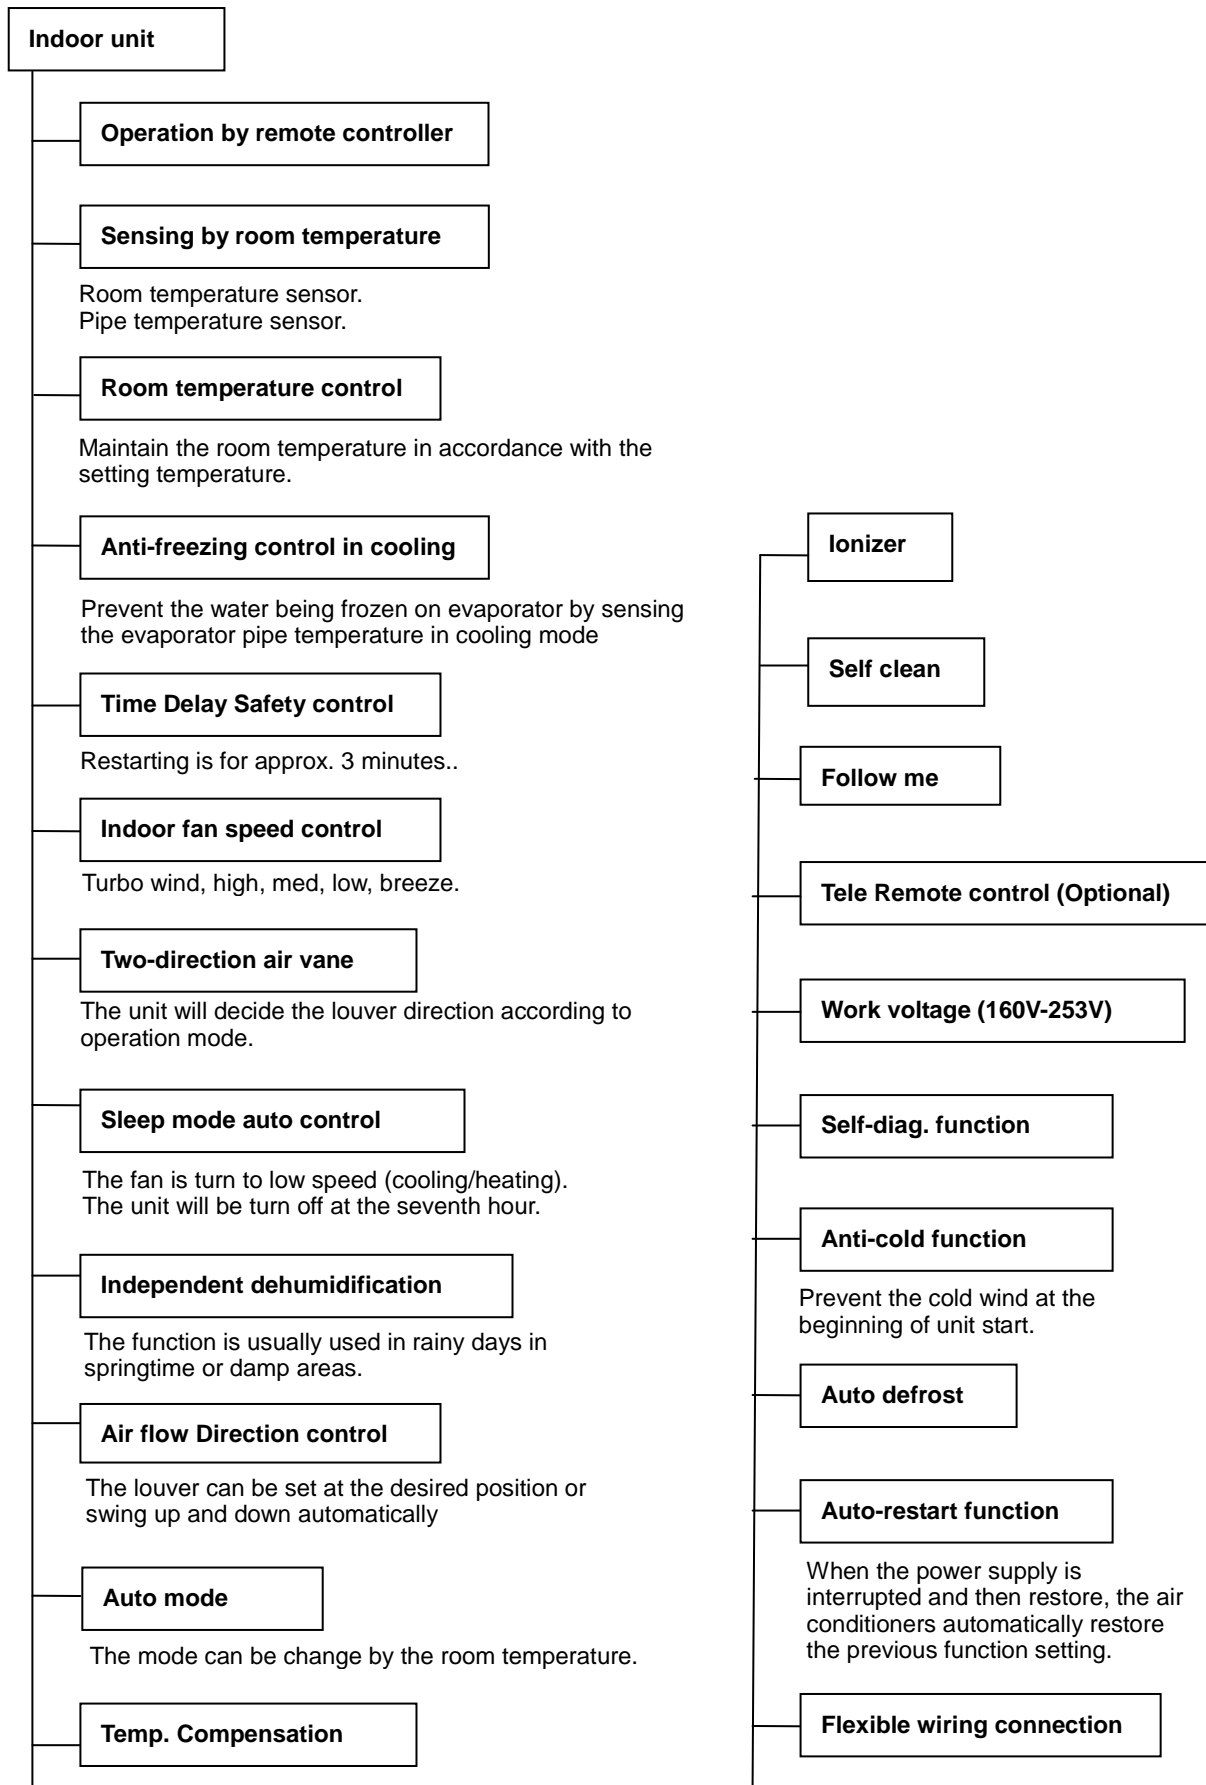 Indoor unit
Operation by remote controller
Sensing by room temperature
Room temperature sensor.
Pipe temperature sensor.
Room temperature control
Maintain the room temperature in accordance with the
setting temperature.
Anti-freezing control in cooling
Prevent the water being frozen on evaporator by sensing
the evaporator pipe temperature in cooling mode
Time Delay Safety control
Restarting is for approx. 3 minutes..
Indoor fan speed control
Turbo wind, high, med, low, breeze.
Two-direction air vane
The unit will decide the louver direction according to
operation mode.
Sleep mode auto control
The fan is turn to low speed (cooling/heating).
The unit will be turn off at the seventh hour.
Independent dehumidification
The function is usually used in rainy days in
springtime or damp areas.
Air flow Direction control
The louver can be set at the desired position or
swing up and down automatically
Auto mode
The mode can be change by the room temperature.
Temp. Compensation
Ionizer
Self clean
Follow me
Tele Remote control (Optional)
Work voltage (160V-253V)
Self-diag. function
Anti-cold function
Prevent the cold wind at the
beginning of unit start.
Auto defrost
Auto-restart function
When the power supply is
interrupted and then restore, the air
conditioners automatically restore
the previous function setting.
Flexible wiring connection